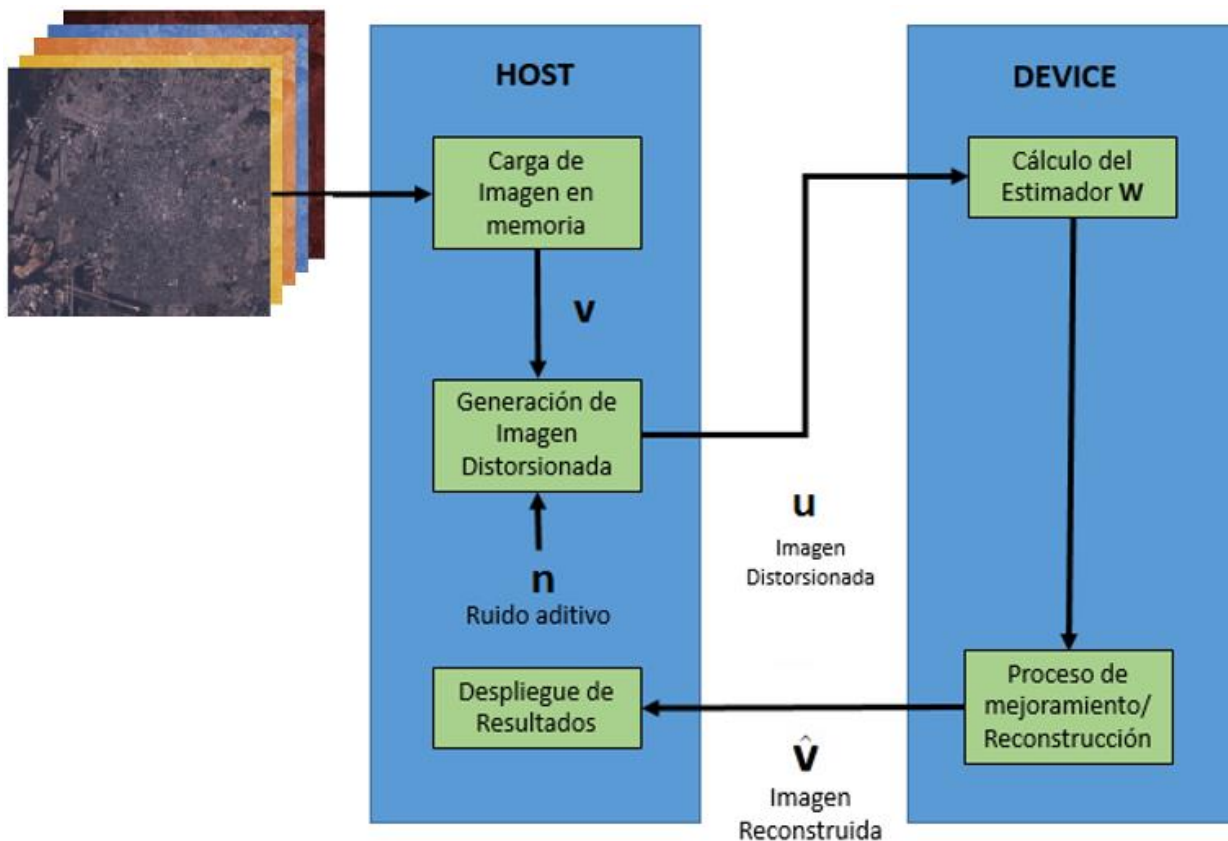 HOST
Carga de
Imagen en
memoria
v
Generación de
Imagen
Distorsionada
n
Ruido aditivo
Despliegue de
Resultados
u
Imagen
Distorsionada
v̂
Imagen
Reconstruida
DEVICE
Cálculo del
Estimador W
Proceso de
mejoramiento/
Reconstrucción